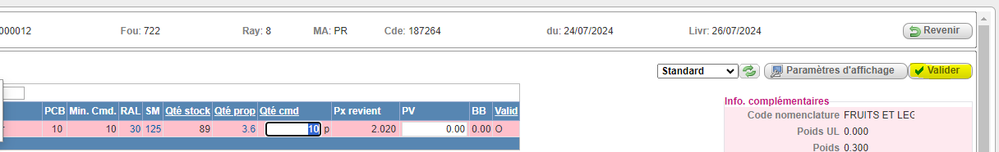 000012 Fou: 722 Ray: 8 MA: PR Cde: 187264 du: 24/07/2024 Livr: 26/07/2024 Revenir
Standard Paramètres d'affichage Valider
PCB Min. Cmd. RAL SM Qté stock Qté prop Qté cmd Px revient PV BB Valid
10 10 30 125 89 3.6 10 p 2.020 0.00 0.00 O
Info. complémentaires
Code nomenclature FRUITS ET LEG
Poids UL 0.000
Poids 0.300